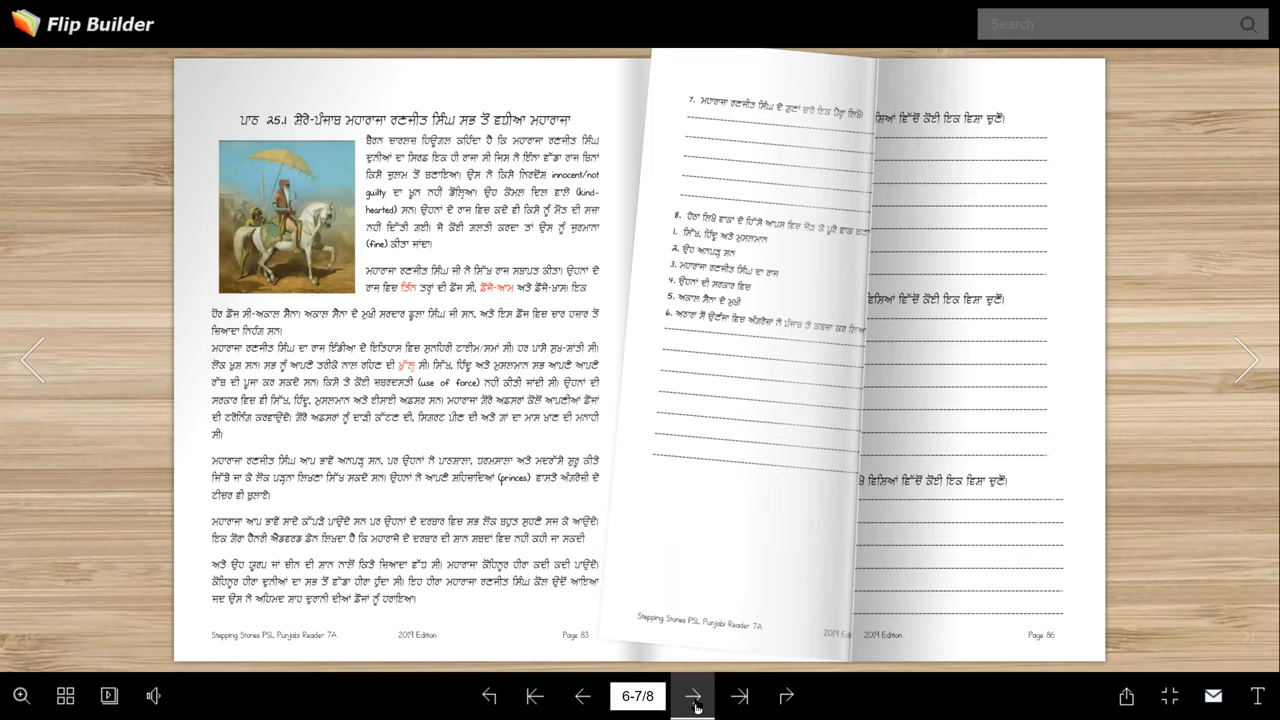 Flip Builder
Search
ਪਾਠ 25.1 ਸ਼ੇਰੇ-ਪੰਜਾਬ ਮਹਾਰਾਜਾ ਰਣਜੀਤ ਸਿੰਘ ਸਭ ਤੋਂ ਵਧੀਆ ਮਹਾਰਾਜਾ
ਬੈਰਨ ਚਾਰਲਜ਼ ਹਿਊਗਲ ਕਹਿੰਦਾ ਹੈ ਕਿ ਮਹਾਰਾਜਾ ਰਣਜੀਤ ਸਿੰਘ
ਦੁਨੀਆਂ ਦਾ ਸਿਰਫ਼ ਇਕ ਹੀ ਰਾਜਾ ਸੀ ਜਿਸ ਨੇ ਇੰਨਾ ਵੱਡਾ ਰਾਜ ਬਿਨਾਂ
ਕਿਸੇ ਜ਼ੁਲਮ ਤੋਂ ਬਣਾਇਆ। ਉਸ ਨੇ ਕਿਸੇ ਨਿਰਦੋਸ਼ innocent/not
guilty ਦਾ ਖ਼ੂਨ ਨਹੀਂ ਡੋਲ੍ਹਿਆ। ਉਹ ਕੋਮਲ ਦਿਲ ਵਾਲੇ (kind-
hearted) ਸਨ। ਉਹਨਾਂ ਦੇ ਰਾਜ ਵਿਚ ਕਦੇ ਵੀ ਕਿਸੇ ਨੂੰ ਮੌਤ ਦੀ ਸਜ਼ਾ
ਨਹੀਂ ਦਿੱਤੀ ਗਈ। ਜੇ ਕੋਈ ਗਲਤੀ ਕਰਦਾ ਤਾਂ ਉਸ ਨੂੰ ਜੁਰਮਾਨਾ
(fine) ਕੀਤਾ ਜਾਂਦਾ।
ਮਹਾਰਾਜਾ ਰਣਜੀਤ ਸਿੰਘ ਜੀ ਨੇ ਸਿੱਖ ਰਾਜ ਸਥਾਪਤ ਕੀਤਾ। ਉਹਨਾਂ ਦੇ
ਰਾਜ ਵਿਚ ਤਿੰਨ ਤਰ੍ਹਾਂ ਦੀ ਫ਼ੌਜ ਸੀ, ਫ਼ੌਜੇ-ਆਮ ਅਤੇ ਫ਼ੌਜੇ-ਖ਼ਾਸ। ਇਕ
ਹੋਰ ਫ਼ੌਜ ਸੀ-ਅਕਾਲ ਸੈਨਾ। ਅਕਾਲ ਸੈਨਾ ਦੇ ਮੁਖੀ ਸਰਦਾਰ ਫੂਲਾ ਸਿੰਘ ਜੀ ਸਨ, ਅਤੇ ਇਸ ਫ਼ੌਜ ਵਿਚ ਚਾਰ ਹਜ਼ਾਰ ਤੋਂ
ਜ਼ਿਆਦਾ ਨਿਹੰਗ ਸਨ।
ਮਹਾਰਾਜਾ ਰਣਜੀਤ ਸਿੰਘ ਦਾ ਰਾਜ ਇੰਡੀਆ ਦੇ ਇਤਿਹਾਸ ਵਿਚ ਸੁਨਹਿਰੀ ਟਾਈਮ/ਸਮਾਂ ਸੀ। ਹਰ ਪਾਸੇ ਸੁਖ-ਸ਼ਾਂਤੀ ਸੀ।
ਲੋਕ ਖ਼ੁਸ਼ ਸਨ। ਸਭ ਨੂੰ ਆਪਣੇ ਤਰੀਕੇ ਨਾਲ ਰਹਿਣ ਦੀ ਖੁੱਲ੍ਹ ਸੀ। ਸਿੱਖ, ਹਿੰਦੂ ਅਤੇ ਮੁਸਲਮਾਨ ਸਭ ਆਪਣੇ ਆਪਣੇ
ਰੱਬ ਦੀ ਪੂਜਾ ਕਰ ਸਕਦੇ ਸਨ। ਕਿਸੇ ਤੇ ਕੋਈ ਜ਼ਬਰਦਸਤੀ (use of force) ਨਹੀਂ ਕੀਤੀ ਜਾਂਦੀ ਸੀ। ਉਹਨਾਂ ਦੀ
ਸਰਕਾਰ ਵਿਚ ਵੀ ਸਿੱਖ, ਹਿੰਦੂ, ਮੁਸਲਮਾਨ ਅਤੇ ਈਸਾਈ ਅਫ਼ਸਰ ਸਨ। ਮਹਾਰਾਜਾ ਗੋਰੇ ਅਫ਼ਸਰਾਂ ਕੋਲੋਂ ਆਪਣੀਆਂ ਫ਼ੌਜਾਂ
ਦੀ ਟਰੇਨਿੰਗ ਕਰਵਾਉਂਦੇ। ਗੋਰੇ ਅਫ਼ਸਰਾਂ ਨੂੰ ਦਾੜ੍ਹੀ ਕੱਟਣ ਦੀ, ਸਿਗਰਟ ਪੀਣ ਦੀ ਅਤੇ ਗਾਂ ਦਾ ਮਾਸ ਖਾਣ ਦੀ ਮਨਾਹੀ
ਸੀ।
ਮਹਾਰਾਜਾ ਰਣਜੀਤ ਸਿੰਘ ਆਪ ਭਾਵੇਂ ਅਨਪੜ੍ਹ ਸਨ, ਪਰ ਉਹਨਾਂ ਨੇ ਪਾਠਸ਼ਾਲਾ, ਧਰਮਸਾਲਾ ਅਤੇ ਮਦਰੱਸੇ ਸ਼ੁਰੂ ਕੀਤੇ
ਜਿੱਥੇ ਜਾ ਕੇ ਲੋਕ ਪੜ੍ਹਨਾ ਲਿਖਣਾ ਸਿੱਖ ਸਕਦੇ ਸਨ। ਉਹਨਾਂ ਨੇ ਆਪਣੇ ਸ਼ਹਿਜ਼ਾਦਿਆਂ (princes) ਵਾਸਤੇ ਅੰਗਰੇਜ਼ੀ ਦੇ
ਟੀਚਰ ਵੀ ਬੁਲਾਏ।
ਮਹਾਰਾਜਾ ਆਪ ਭਾਵੇਂ ਸਾਦੇ ਕੱਪੜੇ ਪਾਉਂਦੇ ਸਨ ਪਰ ਉਹਨਾਂ ਦੇ ਦਰਬਾਰ ਵਿਚ ਸਭ ਲੋਕ ਬਹੁਤ ਸੁਹਣੇ ਸਜ ਕੇ ਆਉਂਦੇ।
ਇਕ ਗੋਰਾ ਹੈਨਰੀ ਐਡਵਰਡ ਫ਼ੇਨ ਲਿਖਦਾ ਹੈ ਕਿ ਮਹਾਰਾਜੇ ਦੇ ਦਰਬਾਰ ਦੀ ਸ਼ਾਨ ਸ਼ਬਦਾਂ ਵਿਚ ਨਹੀਂ ਕਹੀ ਜਾ ਸਕਦੀ
ਅਤੇ ਉਹ ਯੂਰਪ ਜਾਂ ਚੀਨ ਦੀ ਸ਼ਾਨ ਨਾਲੋਂ ਕਿਤੇ ਜ਼ਿਆਦਾ ਵੱਧ ਸੀ। ਮਹਾਰਾਜਾ ਕੋਹਿਨੂਰ ਹੀਰਾ ਕਦੀ ਕਦੀ ਪਾਉਂਦੇ।
ਕੋਹਿਨੂਰ ਹੀਰਾ ਦੁਨੀਆਂ ਦਾ ਸਭ ਤੋਂ ਵੱਡਾ ਹੀਰਾ ਹੁੰਦਾ ਸੀ। ਇਹ ਹੀਰਾ ਮਹਾਰਾਜਾ ਰਣਜੀਤ ਸਿੰਘ ਕੋਲ ਉਦੋਂ ਆਇਆ
ਜਦ ਉਸ ਨੇ ਅਹਿਮਦ ਸ਼ਾਹ ਦੁਰਾਨੀ ਦੀਆਂ ਫ਼ੌਜਾਂ ਨੂੰ ਹਰਾਇਆ।
Stepping Stones PSL Punjabi Reader 7A 2019 Edition Page 83
7. ਮਹਾਰਾਜਾ ਰਣਜੀਤ ਸਿੰਘ ਦੇ ਗੁਣਾਂ ਬਾਰੇ ਇਕ ਪੈਰ੍ਹਾ ਲਿਖੋ।
8. ਹੇਠਾਂ ਲਿਖੇ ਵਾਕਾਂ ਦੇ ਹਿੱਸੇ ਆਪਸ ਵਿਚ ਜੋੜ ਕੇ ਪੂਰੇ ਵਾਕ
1. ਸਿੱਖ, ਹਿੰਦੂ ਅਤੇ ਮੁਸਲਮਾਨ
2. ਉਹ ਅਨਪੜ੍ਹ ਸਨ
3. ਮਹਾਰਾਜਾ ਰਣਜੀਤ ਸਿੰਘ ਦਾ ਰਾਜ
4. ਉਹਨਾਂ ਦੀ ਸਰਕਾਰ ਵਿਚ
5. ਅਕਾਲ ਸੈਨਾ ਦੇ ਮੁਖੀ
6. ਅਠਾਰਾਂ ਸੌ ਉਣੰਜਾ ਵਿਚ ਅੰਗਰੇਜ਼ਾਂ ਨੇ ਪੰਜਾਬ ਤੇ ਕਬਜ਼ਾ ਕਰ ਲਿਆ
Stepping Stones PSL Punjabi Reader 7A 2019
ਵਿੱਚੋਂ ਕੋਈ ਇਕ ਵਿਸ਼ਾ ਚੁਣੋ।
ਵਿਸ਼ਿਆਂ ਵਿੱਚੋਂ ਕੋਈ ਇਕ ਵਿਸ਼ਾ ਚੁਣੋ।
ਵਿਸ਼ਿਆਂ ਵਿੱਚੋਂ ਕੋਈ ਇਕ ਵਿਸ਼ਾ ਚੁਣੋ।
2019 Edition Page 86
6-7/8